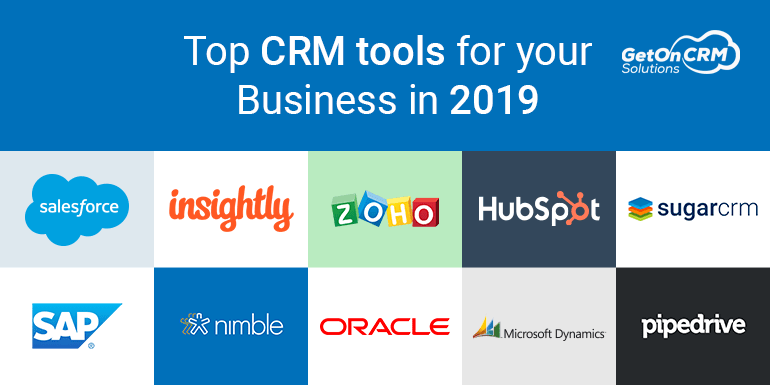 Top CRM tools for your
Business in 2019
GetOnCRM
Solutions
salesforce
insightly
ZOHO
HubSpot
sugarcrm
SAP®
nimble
ORACLE
Microsoft Dynamics
pipedrive